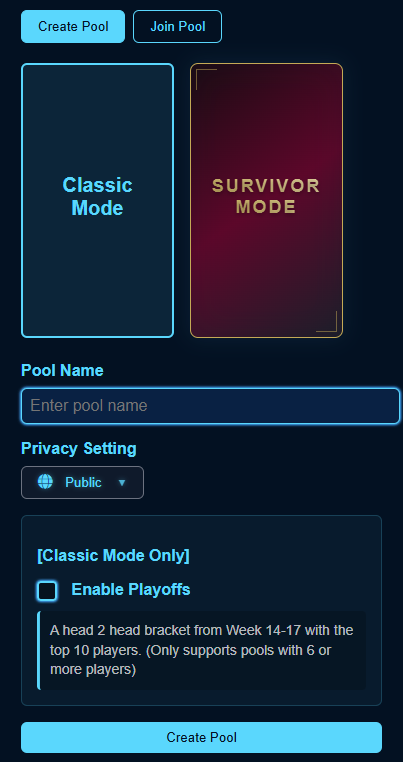 Create Pool
Join Pool
Classic
Mode
SURVIVOR
MODE
Pool Name
Enter pool name
Privacy Setting
Public
[Classic Mode Only]
Enable Playoffs
A head 2 head bracket from Week 14-17 with the
top 10 players. (Only supports pools with 6 or
more players)
Create Pool